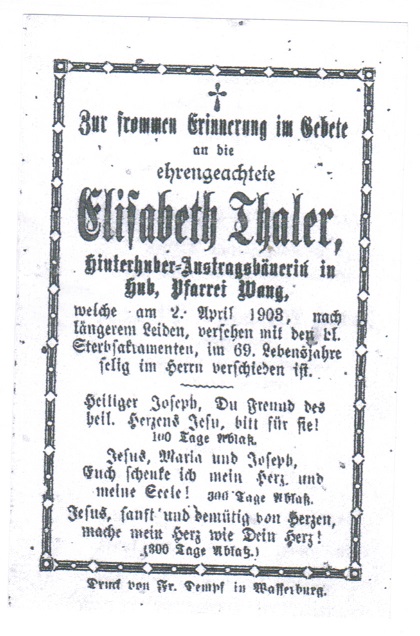 Zur frommen Erinnerung im Gebete
an die
ehrengeachtete
Elisabeth Thaler,
Hinterhuber-Austragsbäuerin in
Hub, Pfarrei Wang,
welche am 2. April 1903, nach
längerem Leiden, versehen mit den hl.
Sterbsakramenten, im 69. Lebensjahre
selig im Herrn verschieden ist.
Heiliger Joseph, Du Freund des
heil. Herzens Jesu, bitt für sie!
100 Tage Ablaß.
Jesus, Maria und Joseph,
Euch schenke ich mein Herz und
meine Seele! 300 Tage Ablaß.
Jesus, sanft und demütig von Herzen,
mache mein Herz wie Dein Herz!
(300 Tage Ablaß.)
Druck von Fr. Dempf in Wasserburg.